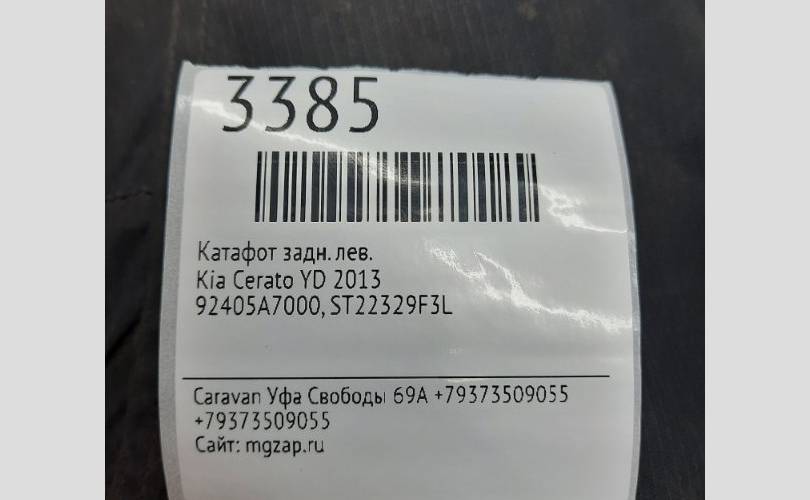 3385
Катафот задн. лев.
Kia Cerato YD 2013
92405A7000, ST22329F3L
Caravan Уфа Свободы 69А +79373509055
+79373509055
Сайт: mgzap.ru